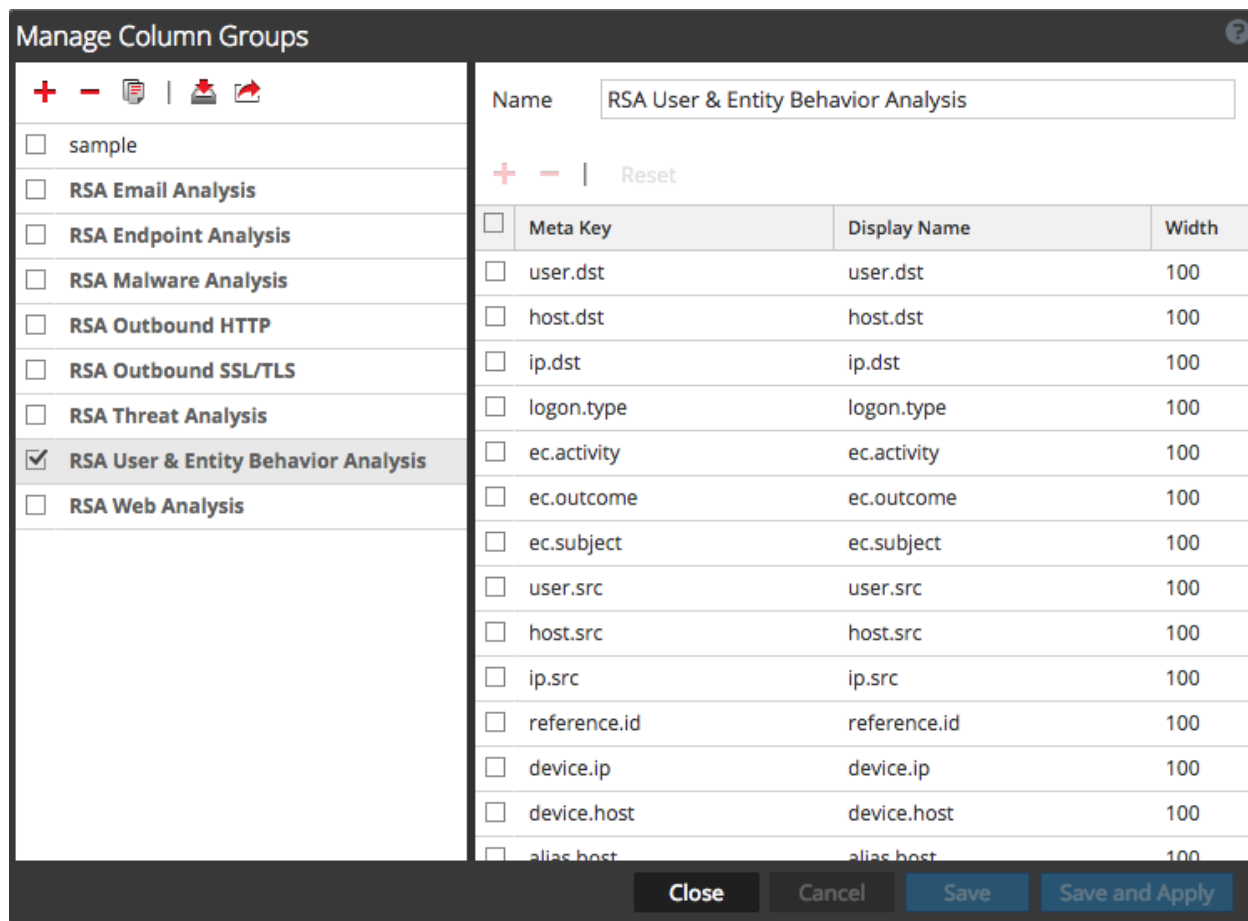 Manage Column Groups
?
sample
RSA Email Analysis
RSA Endpoint Analysis
RSA Malware Analysis
RSA Outbound HTTP
RSA Outbound SSL/TLS
RSA Threat Analysis
RSA User & Entity Behavior Analysis
RSA Web Analysis
Name RSA User & Entity Behavior Analysis
Reset
Meta Key Display Name Width
user.dst user.dst 100
host.dst host.dst 100
ip.dst ip.dst 100
logon.type logon.type 100
ec.activity ec.activity 100
ec.outcome ec.outcome 100
ec.subject ec.subject 100
user.src user.src 100
host.src host.src 100
ip.src ip.src 100
reference.id reference.id 100
device.ip device.ip 100
device.host device.host 100
alias.host alias.host 100
Close Cancel Save Save and Apply